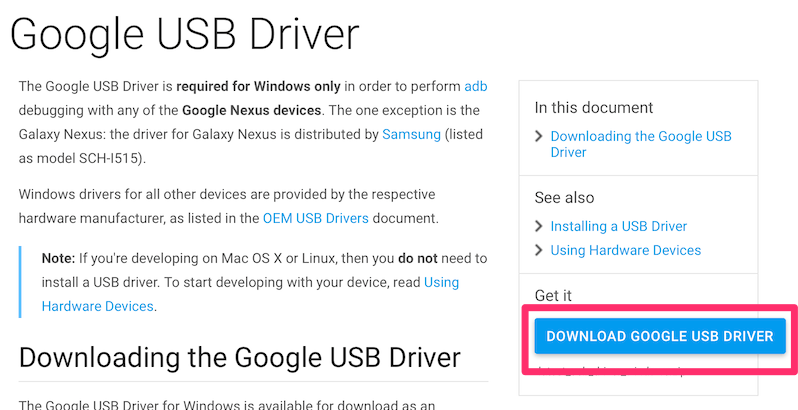 Google USB Driver
The Google USB Driver is required for Windows only in order to perform adb
debugging with any of the Google Nexus devices. The one exception is the
Galaxy Nexus: the driver for Galaxy Nexus is distributed by Samsung (listed
as model SCH-I515).
Windows drivers for all other devices are provided by the respective
hardware manufacturer, as listed in the OEM USB Drivers document.
Note: If you're developing on Mac OS X or Linux, then you do not need to
install a USB driver. To start developing with your device, read Using
Hardware Devices.
Downloading the Google USB Driver
The Google USB Driver for Windows is available for download as an
In this document
Downloading the Google USB
Driver
See also
Installing a USB Driver
Using Hardware Devices
Get it
DOWNLOAD GOOGLE USB DRIVER